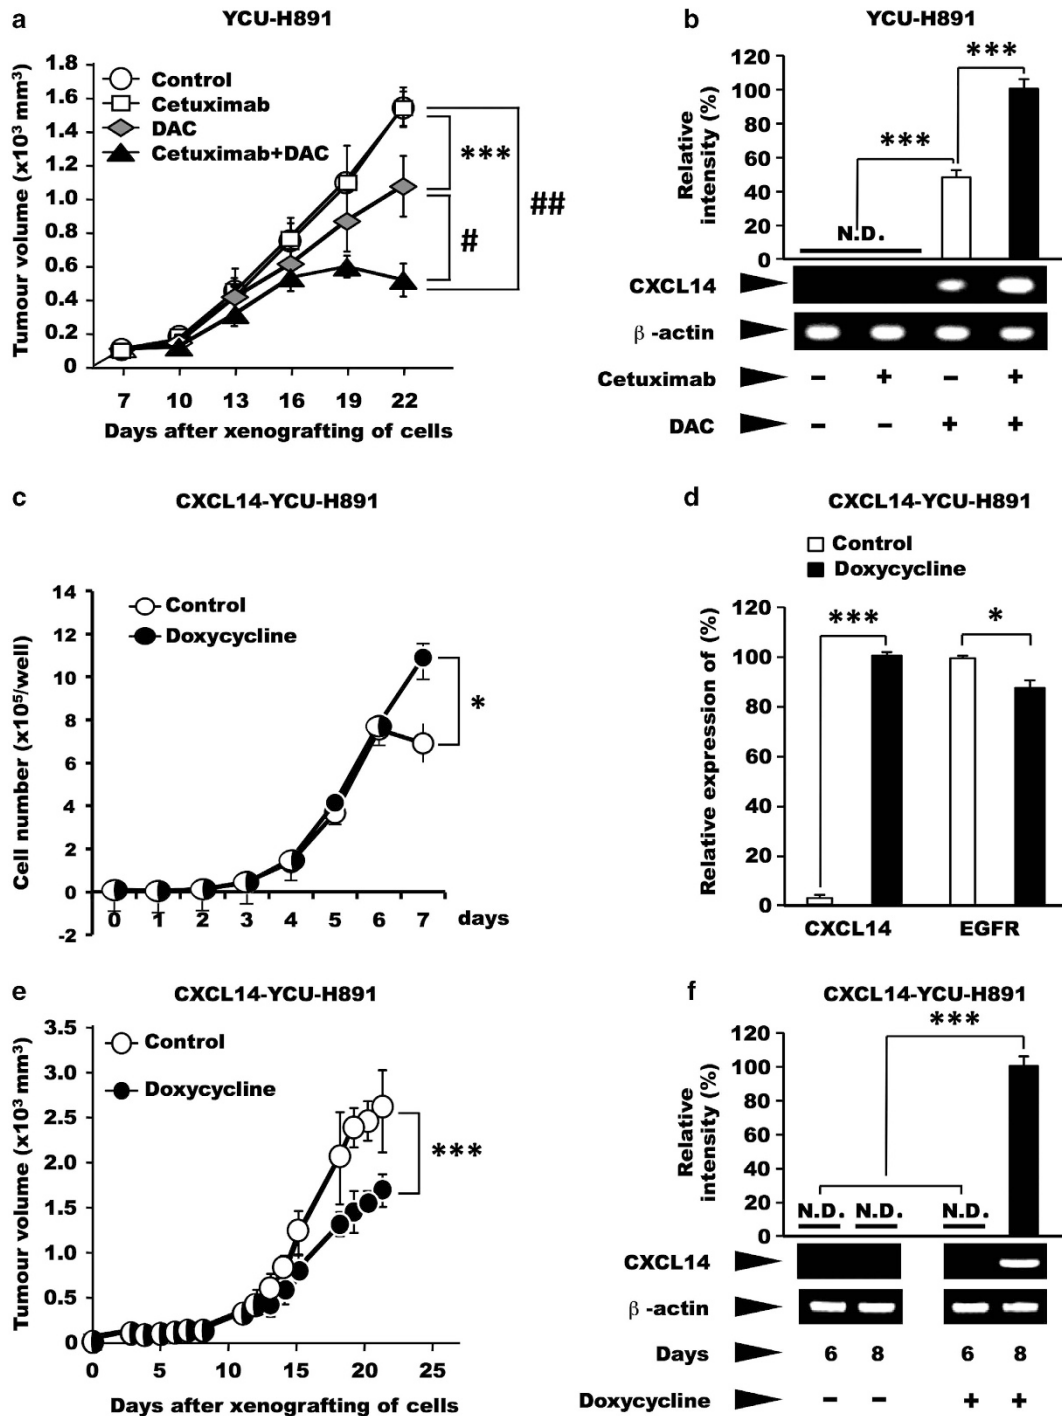 a
YCU-H891
Control
Cetuximab
DAC
Cetuximab+DAC
Tumour volume (x10³ mm³)
1.8
1.6
1.4
1.2
1.0
0.8
0.6
0.4
0.2
0
***
#
##
7 10 13 16 19 22
Days after xenografting of cells
b
YCU-H891
Relative intensity (%)
120
100
80
60
40
20
0
N.D.
***
***
CXCL14
β -actin
Cetuximab – + – +
DAC – – + +
c
CXCL14-YCU-H891
Control
Doxycycline
Cell number (x10⁵/well)
14
12
10
8
6
4
2
0
-2
*
0 1 2 3 4 5 6 7 days
d
CXCL14-YCU-H891
Control
Doxycycline
Relative expression of (%)
120
100
80
60
40
20
0
***
*
CXCL14 EGFR
e
CXCL14-YCU-H891
Control
Doxycycline
Tumour volume (x10³ mm³)
3.5
3.0
2.5
2.0
1.5
1.0
0.5
0
***
0 5 10 15 20 25
Days after xenografting of cells
f
CXCL14-YCU-H891
Relative intensity (%)
120
100
80
60
40
20
0
***
N.D. N.D. N.D.
CXCL14
β -actin
Days 6 8 6 8
Doxycycline – – + +